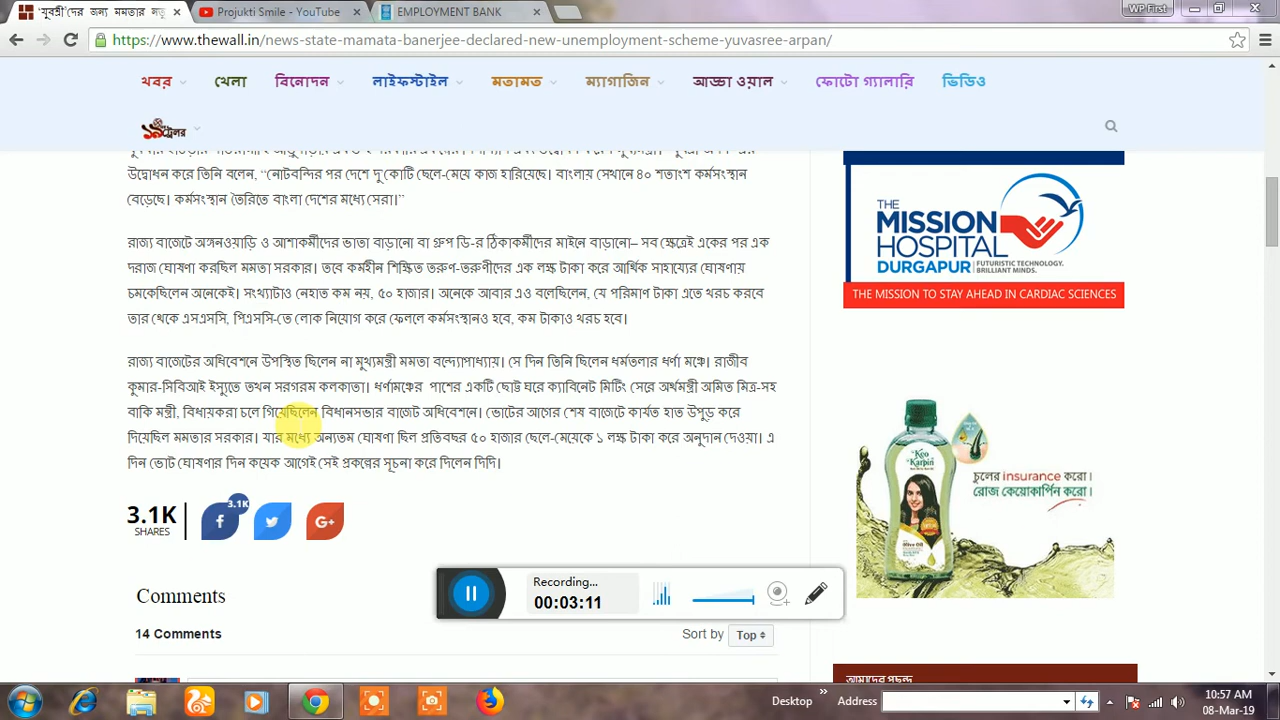 'যুবশ্রী'দের জন্য মমতার লত
Projukti Smile - YouTube
EMPLOYMENT BANK
WP First
https://www.thewall.in/news-state-mamata-banerjee-declared-new-unemployment-scheme-yuvasree-arpan/
খবর খেলা বিনোদন লাইফস্টাইল মতামত ম্যাগাজিন আড্ডা ওয়াল ফোটো গ্যালারি ভিডিও
উদ্বোধন করে তিনি বলেন, "নোটবন্দির পর দেশে দু'কোটি ছেলে-মেয়ে কাজ হারিয়েছে। বাংলায় সেখানে ৪০ শতাংশ কর্মসংস্থান
বেড়েছে। কর্মসংস্থান তৈরিতে বাংলা দেশের মধ্যে সেরা।"
রাজ্য বাজেটে অঙ্গনওয়াড়ি ও আশাকর্মীদের ভাতা বাড়ানো বা গ্রুপ ডি-র ঠিকাকর্মীদের মাইনে বাড়ানো– সব ক্ষেত্রেই একের পর এক
দরাজ ঘোষণা করছিল মমতা সরকার। তবে কর্মহীন শিক্ষিত তরুণ-তরুণীদের এক লক্ষ টাকা করে আর্থিক সাহায্যের ঘোষণায়
চমকেছিলেন অনেকেই। সংখ্যাটাও নেহাত কম নয়, ৫০ হাজার। অনেকে আবার এও বলেছিলেন, যে পরিমাণ টাকা এতে খরচ করবে
তার থেকে এসএসসি, পিএসসি-তে লোক নিয়োগ করে ফেললে কর্মসংস্থানও হবে, কম টাকাও খরচ হবে।
রাজ্য বাজেটের অধিবেশনে উপস্থিত ছিলেন না মুখ্যমন্ত্রী মমতা বন্দ্যোপাধ্যায়। সে দিন তিনি ছিলেন ধর্মতলার ধর্ণা মঞ্চে। রাজীব
কুমার-সিবিআই ইস্যুতে তখন সরগরম কলকাতা। ধর্ণামঞ্চের পাশের একটি ছোট্ট ঘরে ক্যাবিনেট মিটিং সেরে অর্থমন্ত্রী অমিত মিত্র-সহ
বাকি মন্ত্রী, বিধায়করা চলে গিয়েছিলেন বিধানসভার বাজেট অধিবেশনে। ভোটের আগের শেষ বাজেটে কার্যত হাত উপুড় করে
দিয়েছিল মমতার সরকার। যার মধ্যে অন্যতম ঘোষণা ছিল প্রতিবছর ৫০ হাজার ছেলে-মেয়েকে ১ লক্ষ টাকা করে অনুদান দেওয়া। এ
দিন ভোট ঘোষণার দিন কয়েক আগেই সেই প্রকল্পের সূচনা করে দিলেন দিদি।
3.1K
SHARES
3.1K
Comments
14 Comments
Sort by Top
THE
MISSION
HOSPITAL
DURGAPUR
FUTURISTIC TECHNOLOGY.
BRILLIANT MINDS.
THE MISSION TO STAY AHEAD IN CARDIAC SCIENCES
Keo
Karpin
চুলের insurance করো।
রোজ কেয়োকার্পিন করো।
আমাদের পছন্দ
Recording...
00:03:11
Desktop
Address
10:57 AM
08-Mar-19